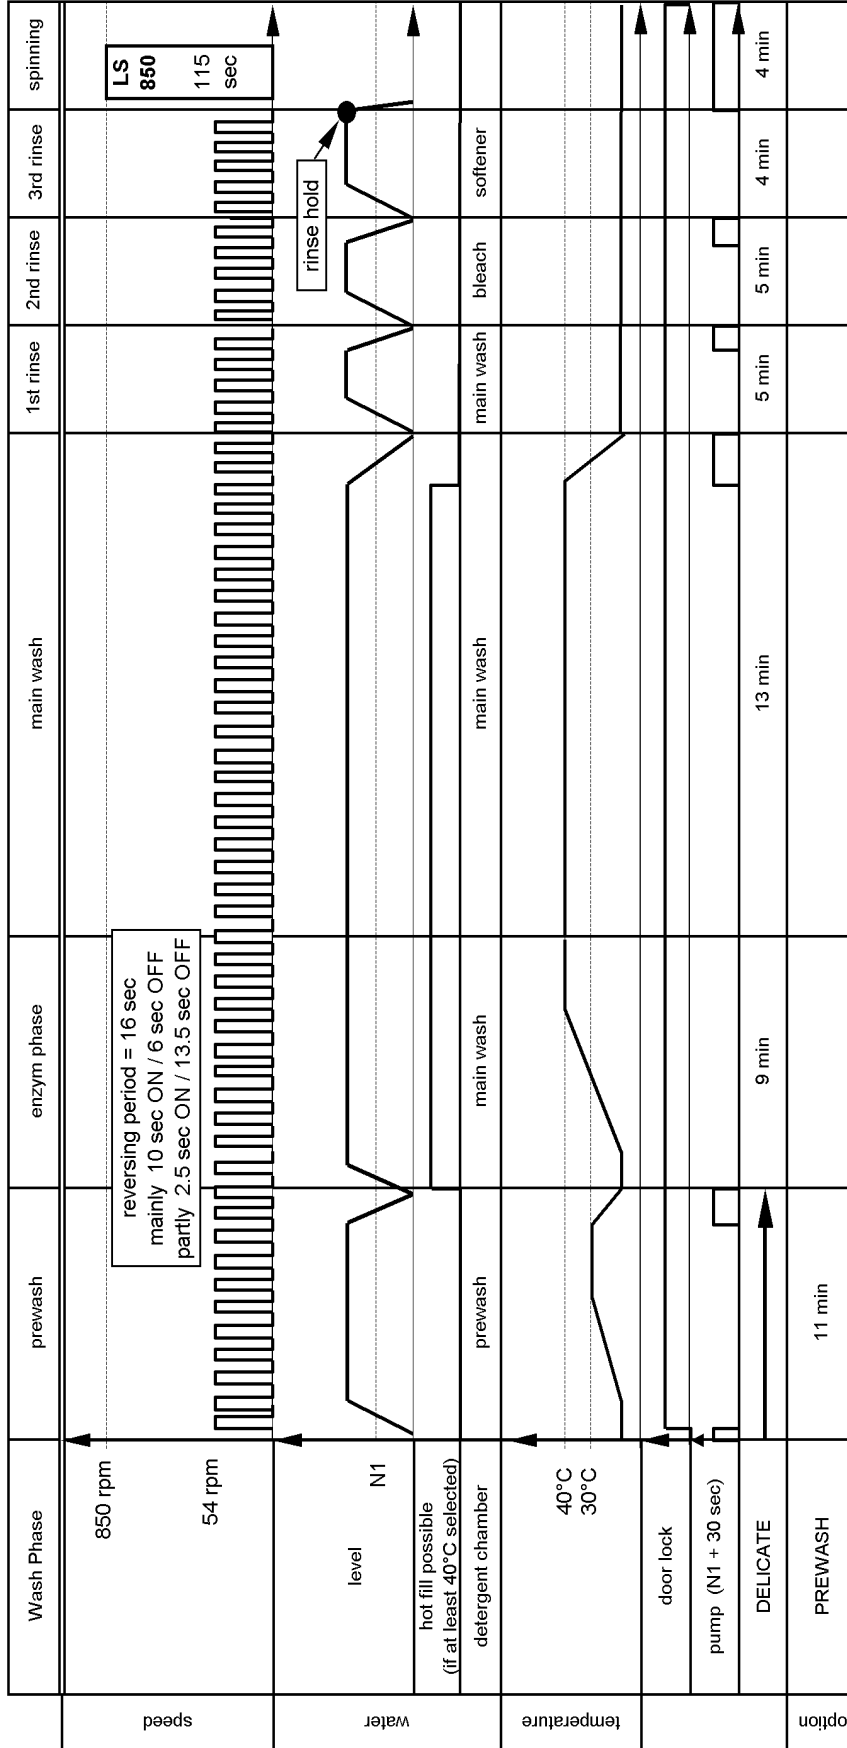 Wash Phase
prewash
enzym phase
main wash
1st rinse
2nd rinse
3rd rinse
spinning
speed
850 rpm
54 rpm
reversing period = 16 sec
mainly 10 sec ON / 6 sec OFF
partly 2.5 sec ON / 13.5 sec OFF
LS
850
115
sec
water
level
N1
rinse hold
hot fill possible
(if at least 40°C selected)
detergent chamber
prewash
main wash
main wash
main wash
bleach
softener
temperature
40°C
30°C
door lock
pump (N1 + 30 sec)
DELICATE
9 min
13 min
5 min
5 min
4 min
4 min
option
PREWASH
11 min